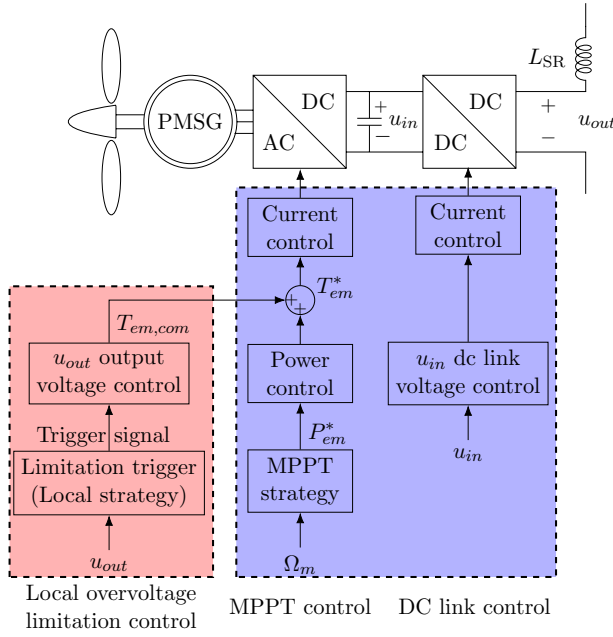 L_SR
PMSG
DC
AC
+
−
u_in
DC
DC
+
−
u_out
Current
control
Current
control
T*_em
+
+
T_em,com
u_out output
voltage control
Power
control
u_in dc link
voltage control
Trigger signal
P*_em
Limitation trigger
(Local strategy)
MPPT
strategy
u_in
u_out
Ω_m
Local overvoltage
limitation control
MPPT control
DC link control